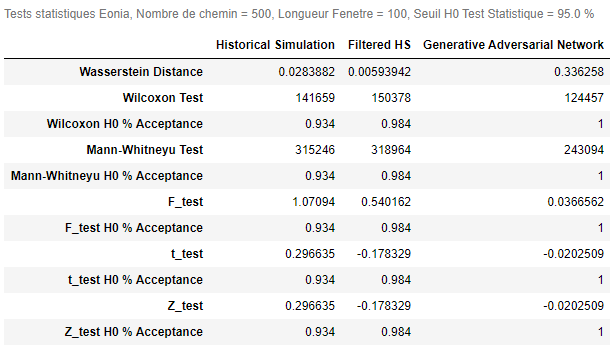 Tests statistiques Eonia, Nombre de chemin = 500, Longueur Fenetre = 100, Seuil H0 Test Statistique = 95.0 %
Historical Simulation Filtered HS Generative Adversarial Network
Wasserstein Distance 0.0283882 0.00593942 0.336258
Wilcoxon Test 141659 150378 124457
Wilcoxon H0 % Acceptance 0.934 0.984 1
Mann-Whitneyu Test 315246 318964 243094
Mann-Whitneyu H0 % Acceptance 0.934 0.984 1
F_test 1.07094 0.540162 0.0366562
F_test H0 % Acceptance 0.934 0.984 1
t_test 0.296635 -0.178329 -0.0202509
t_test H0 % Acceptance 0.934 0.984 1
Z_test 0.296635 -0.178329 -0.0202509
Z_test H0 % Acceptance 0.934 0.984 1